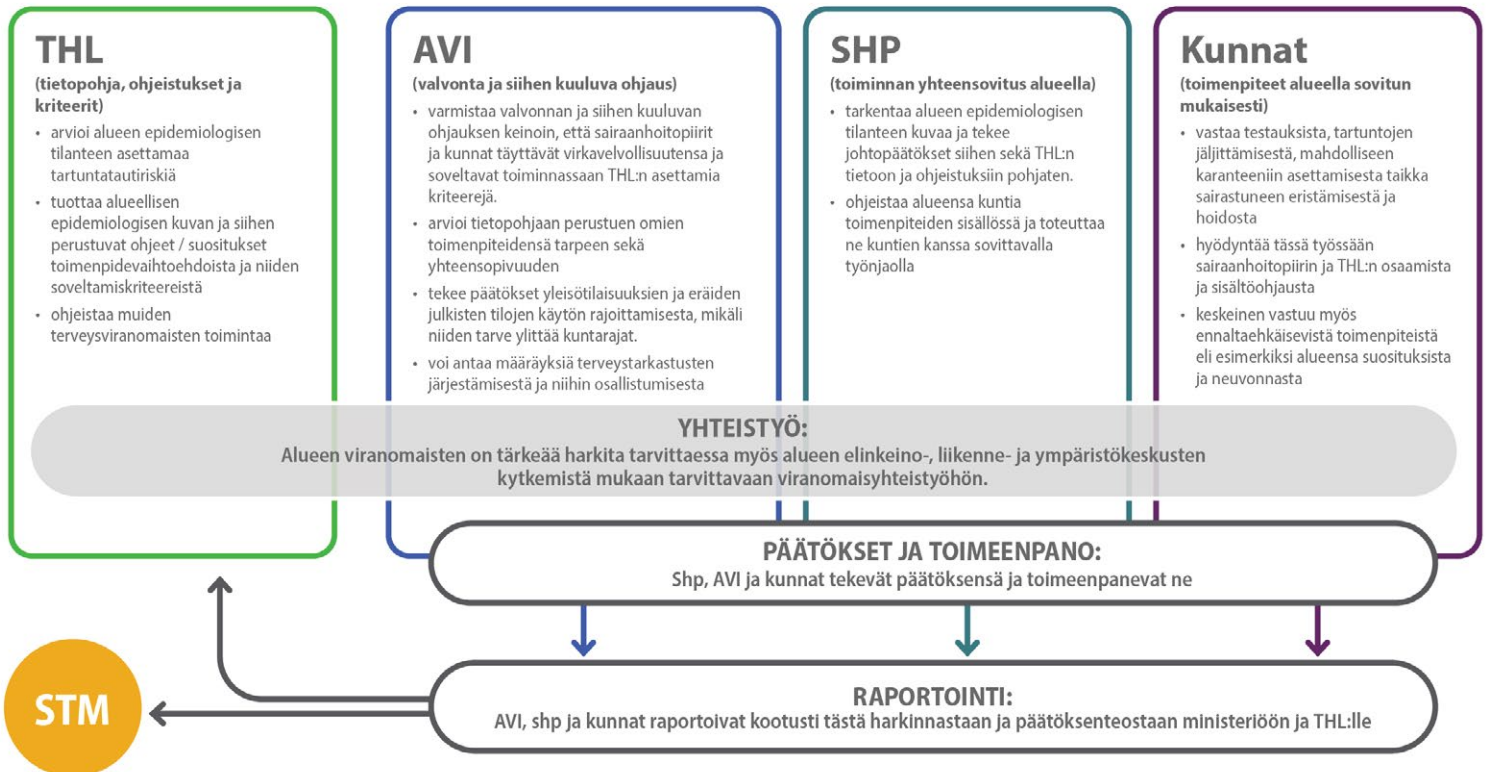 THL
(tietopohja, ohjeistukset ja
kriteerit)
• arvioi alueen epidemiologisen
tilanteen asettamaa
tartuntatautiriskiä
• tuottaa alueellisen
epidemiologisen kuvan ja siihen
perustuvat ohjeet / suositukset
toimenpidevaihtoehdoista ja niiden
soveltamiskriteereistä
• ohjeistaa muiden
terveysviranomaisten toimintaa
AVI
(valvonta ja siihen kuuluva ohjaus)
• varmistaa valvonnan ja siihen kuuluvan
ohjauksen keinoin, että sairaanhoitopiirit
ja kunnat täyttävät virkavelvollisuutensa ja
soveltavat toiminnassaan THL:n asettamia
kriteerejä.
• arvioi tietopohjaan perustuen omien
toimenpiteidensä tarpeen sekä
yhteensopivuuden
• tekee päätökset yleisötilaisuuksien ja eräiden
julkisten tilojen käytön rajoittamisesta, mikäli
niiden tarve ylittää kuntarajat.
• voi antaa määräyksiä terveystarkastusten
järjestämisestä ja niihin osallistumisesta
SHP
(toiminnan yhteensovitus alueella)
• tarkentaa alueen epidemiologisen
tilanteen kuvaa ja tekee
johtopäätökset siihen sekä THL:n
tietoon ja ohjeistuksiin pohjaten.
• ohjeistaa alueensa kuntia
toimenpiteiden sisällössä ja toteuttaa
ne kuntien kanssa sovittavalla
työnjaolla
Kunnat
(toimenpiteet alueella sovitun
mukaisesti)
• vastaa testauksista, tartuntojen
jäljittämisestä, mahdolliseen
karanteeniin asettamisesta taikka
sairastuneen eristämisestä ja
hoidosta
• hyödyntää tässä työssään
sairaanhoitopiirin ja THL:n osaamista
ja sisältöohjausta
• keskeinen vastuu myös
ennaltaehkäisevistä toimenpiteistä
eli esimerkiksi alueensa suosituksista
ja neuvonnasta
YHTEISTYÖ:
Alueen viranomaisten on tärkeää harkita tarvittaessa myös alueen elinkeino-, liikenne- ja ympäristökeskusten
kytkemistä mukaan tarvittavaan viranomaisyhteistyöhön.
PÄÄTÖKSET JA TOIMEENPANO:
Shp, AVI ja kunnat tekevät päätöksensä ja toimeenpanevat ne
STM
RAPORTOINTI:
AVI, shp ja kunnat raportoivat kootusti tästä harkinnastaan ja päätöksenteostaan ministeriöön ja THL:lle